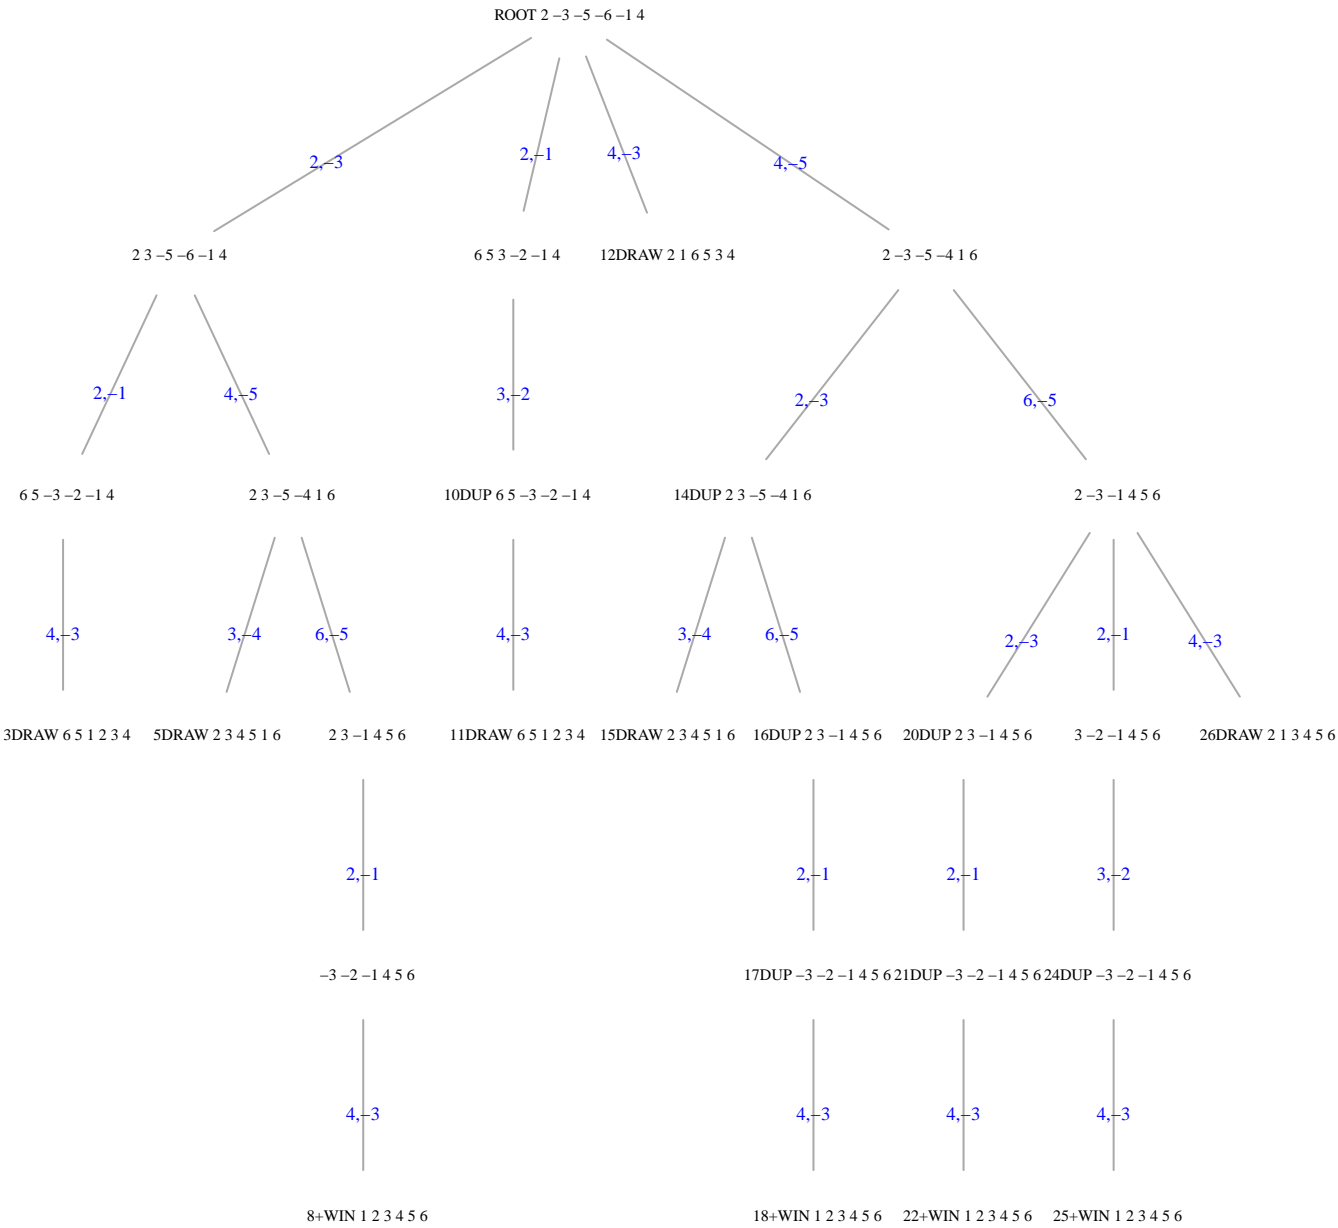 ROOT 2 −3 −5 −6 −1 4
2,−3
2,−1
4,−3
4,−5
2 3 −5 −6 −1 4
6 5 3 −2 −1 4
12DRAW 2 1 6 5 3 4
2 −3 −5 −4 1 6
2,−1
4,−5
3,−2
2,−3
6,−5
6 5 −3 −2 −1 4
2 3 −5 −4 1 6
10DUP 6 5 −3 −2 −1 4
14DUP 2 3 −5 −4 1 6
2 −3 −1 4 5 6
4,−3
3,−4
6,−5
4,−3
3,−4
6,−5
2,−3
2,−1
4,−3
3DRAW 6 5 1 2 3 4
5DRAW 2 3 4 5 1 6
2 3 −1 4 5 6
11DRAW 6 5 1 2 3 4
15DRAW 2 3 4 5 1 6
16DUP 2 3 −1 4 5 6
20DUP 2 3 −1 4 5 6
3 −2 −1 4 5 6
26DRAW 2 1 3 4 5 6
2,−1
2,−1
2,−1
3,−2
−3 −2 −1 4 5 6
17DUP −3 −2 −1 4 5 6
21DUP −3 −2 −1 4 5 6
24DUP −3 −2 −1 4 5 6
4,−3
4,−3
4,−3
4,−3
8+WIN 1 2 3 4 5 6
18+WIN 1 2 3 4 5 6
22+WIN 1 2 3 4 5 6
25+WIN 1 2 3 4 5 6